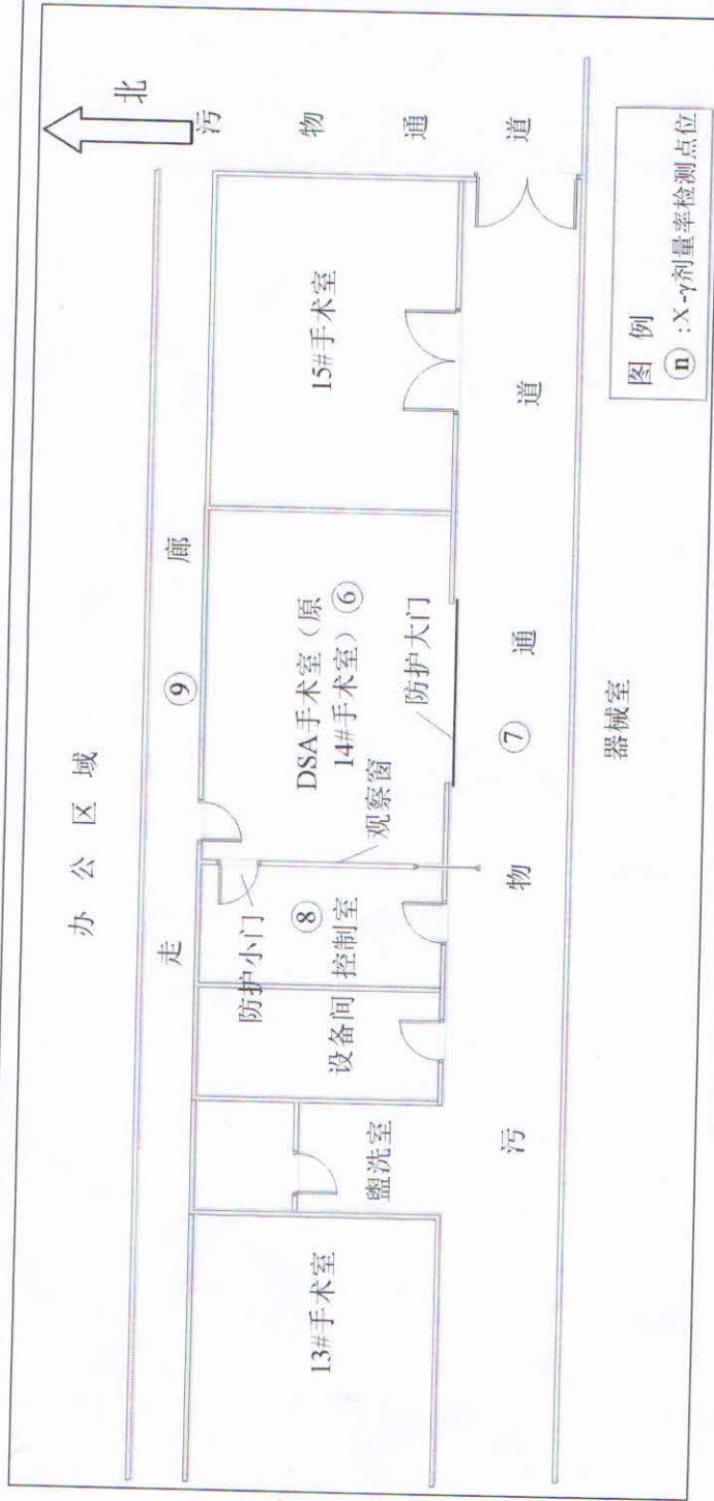 北
办公区域
走廊
⑨
污物通道
13#手术室
盥洗室
设备间
控制室
⑧
防护小门
观察窗
DSA手术室（原
14#手术室）⑥
防护大门
15#手术室
污物通道
⑦
器械室
图例
ⓝ:X-γ剂量率检测点位